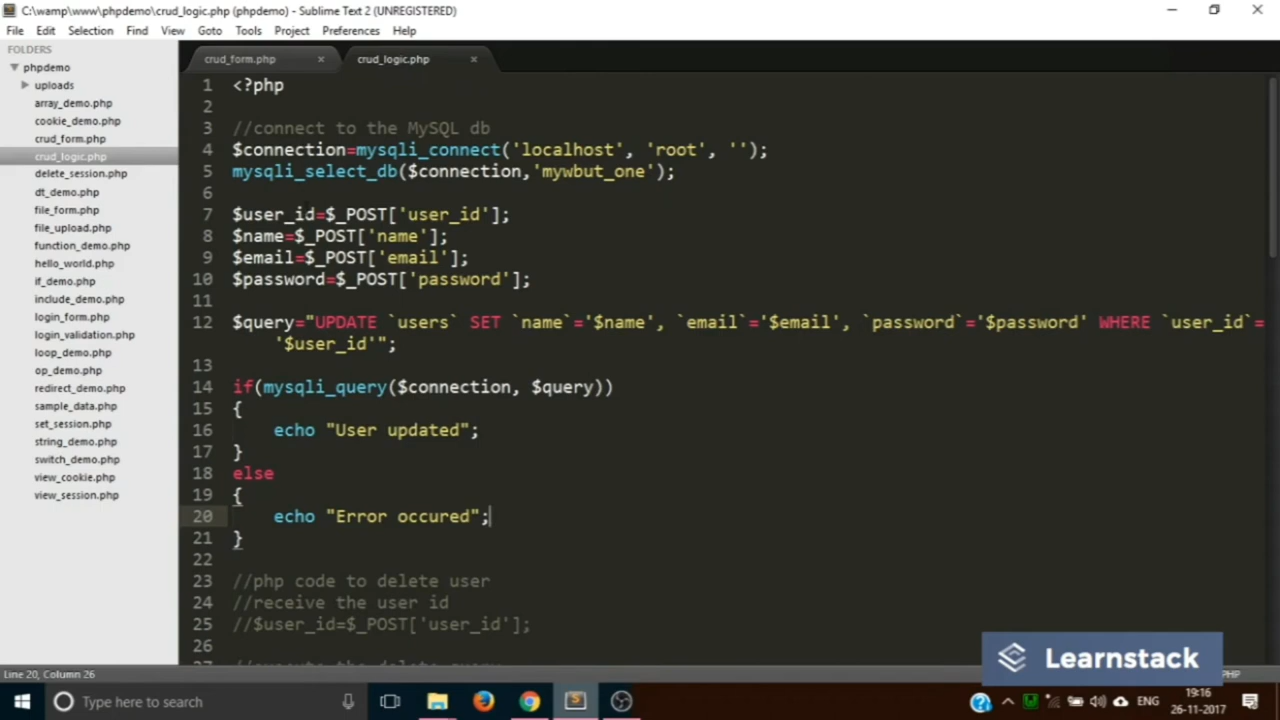 C:\wamp\www\phpdemo\crud_logic.php (phpdemo) - Sublime Text 2 (UNREGISTERED)
File Edit Selection Find View Goto Tools Project Preferences Help
FOLDERS
phpdemo
uploads
array_demo.php
cookie_demo.php
crud_form.php
crud_logic.php
delete_session.php
dt_demo.php
file_form.php
file_upload.php
function_demo.php
hello_world.php
if_demo.php
include_demo.php
login_form.php
login_validation.php
loop_demo.php
op_demo.php
redirect_demo.php
sample_data.php
set_session.php
string_demo.php
switch_demo.php
view_cookie.php
view_session.php
crud_form.php × crud_logic.php ×
1 <?php
2
3 //connect to the MySQL db
4 $connection=mysqli_connect('localhost', 'root', '');
5 mysqli_select_db($connection,'mywbut_one');
6
7 $user_id=$_POST['user_id'];
8 $name=$_POST['name'];
9 $email=$_POST['email'];
10 $password=$_POST['password'];
11
12 $query="UPDATE `users` SET `name`='$name', `email`='$email', `password`='$password' WHERE `user_id`=
'$user_id'";
13
14 if(mysqli_query($connection, $query))
15 {
16 echo "User updated";
17 }
18 else
19 {
20 echo "Error occured";
21 }
22
23 //php code to delete user
24 //receive the user id
25 //$user_id=$_POST['user_id'];
26
27 //execute the delete query
Learnstack
Line 20, Column 26
PHP
Type here to search
ENG
19:16
26-11-2017